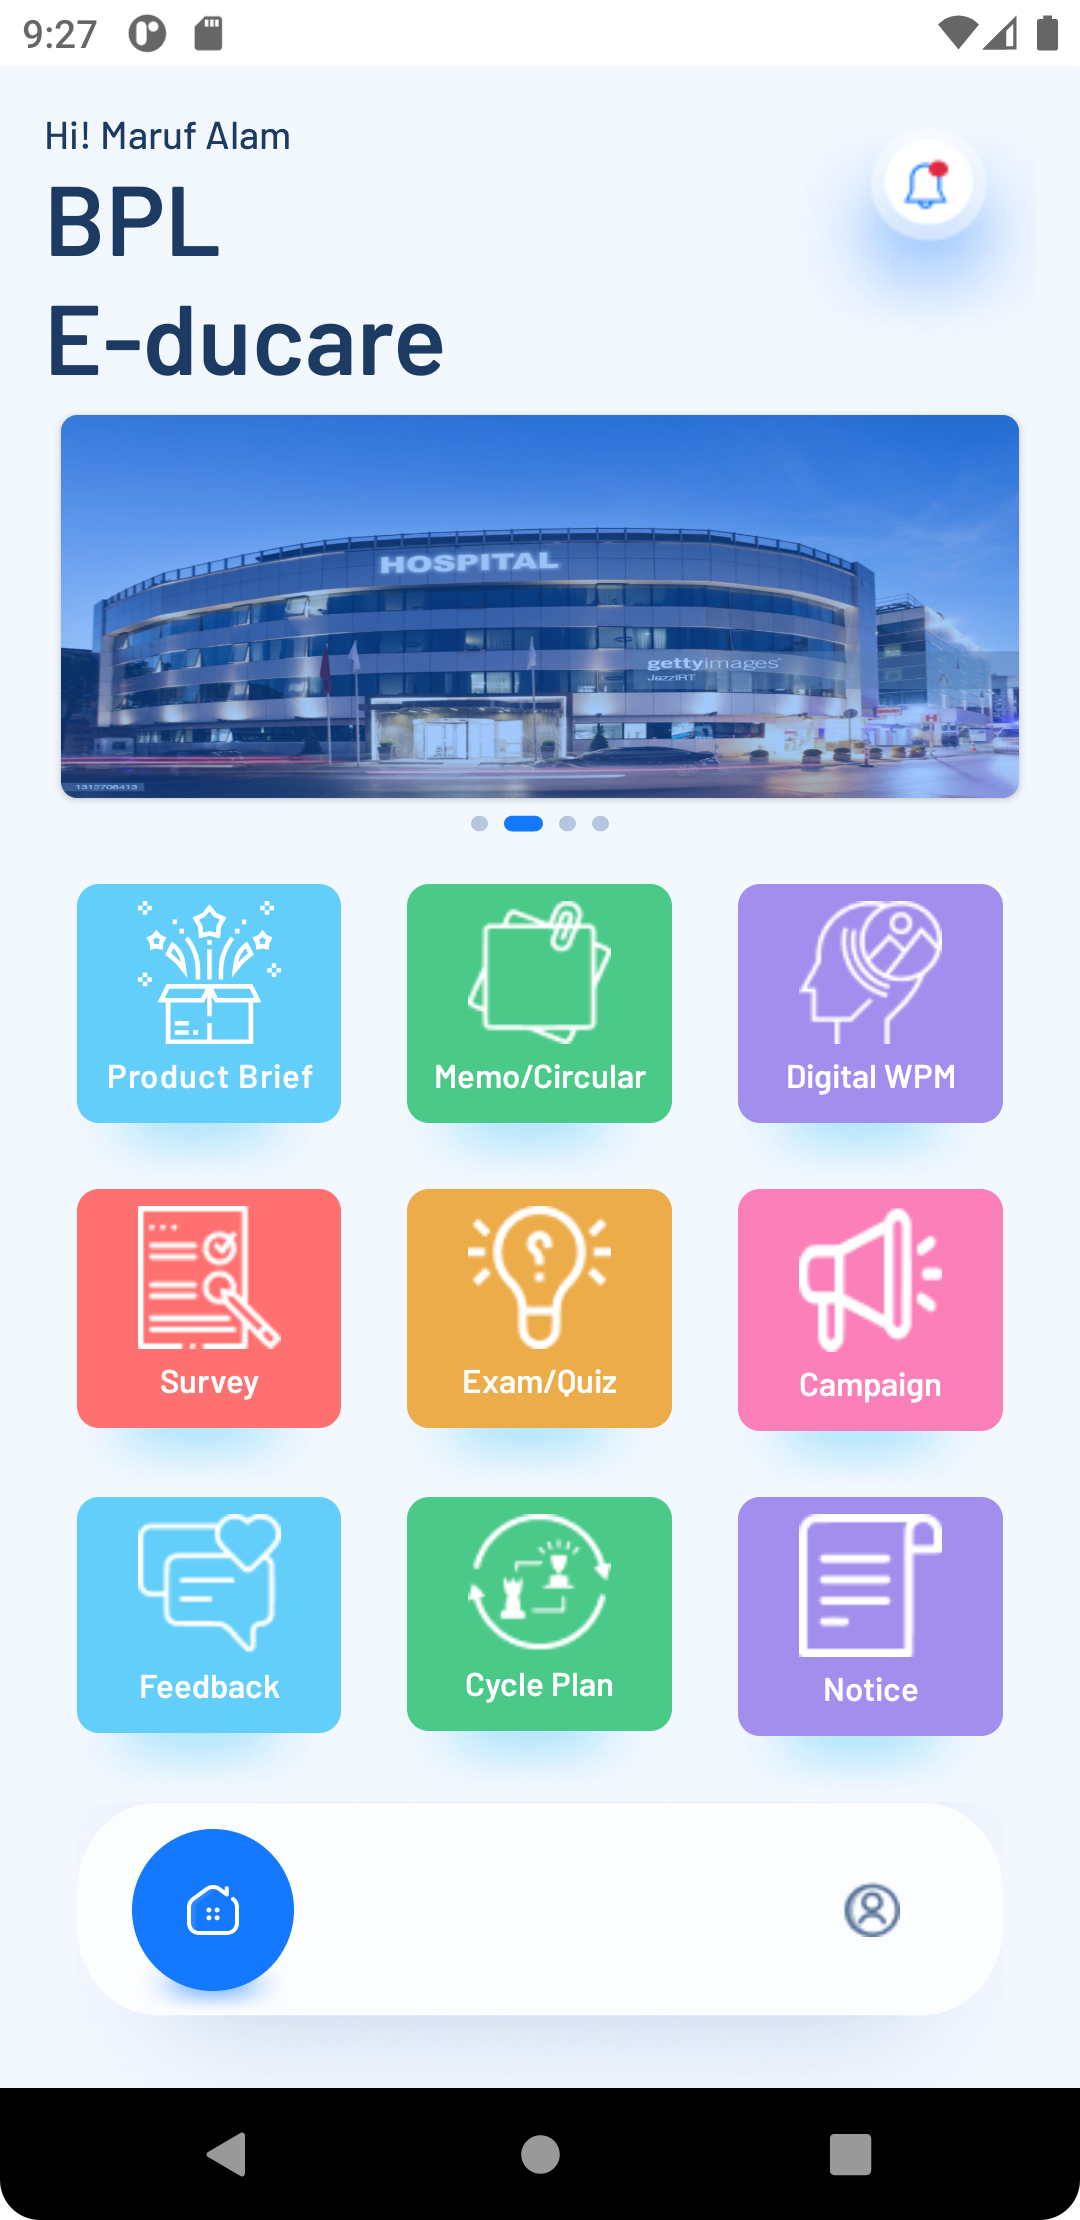 9:27
Hi! Maruf Alam
BPL
E-ducare
HOSPITAL
gettyimages
JazzIRT
1312706413
Product Brief
Memo/Circular
Digital WPM
Survey
Exam/Quiz
Campaign
Feedback
Cycle Plan
Notice